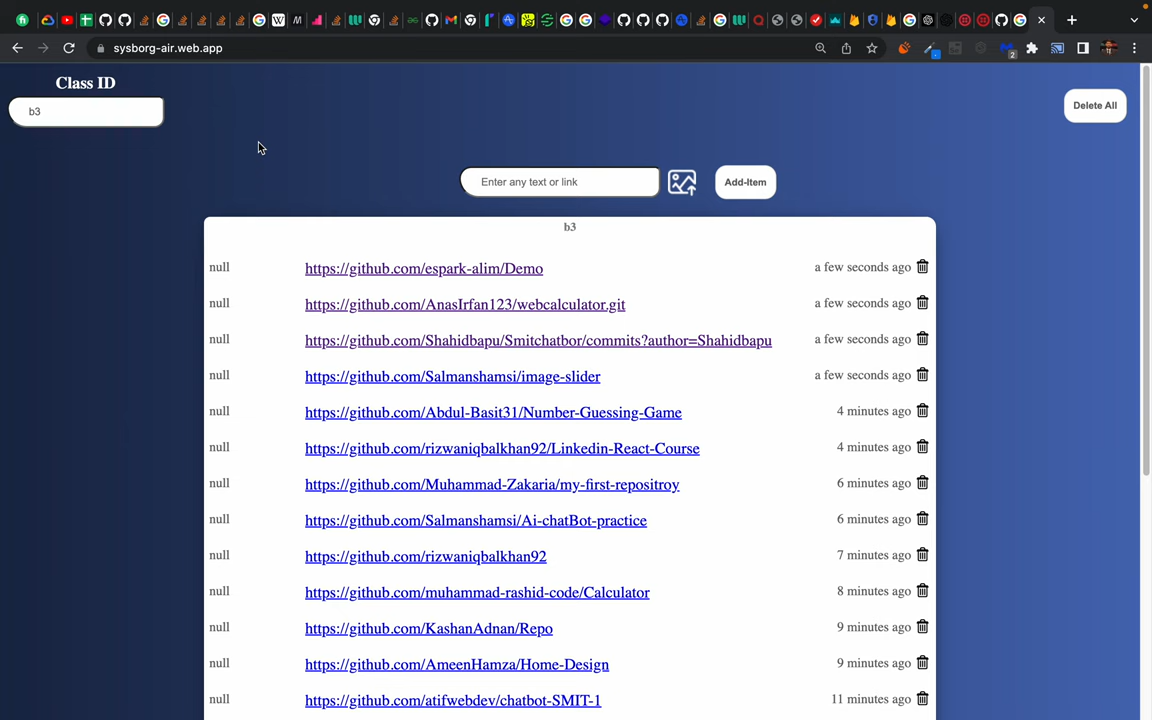 sysborg-air.web.app
2
Class ID
b3
Delete All
Enter any text or link
Add-Item
b3
null https://github.com/espark-alim/Demo a few seconds ago
null https://github.com/AnasIrfan123/webcalculator.git a few seconds ago
null https://github.com/Shahidbapu/Smitchatbor/commits?author=Shahidbapu a few seconds ago
null https://github.com/Salmanshamsi/image-slider a few seconds ago
null https://github.com/Abdul-Basit31/Number-Guessing-Game 4 minutes ago
null https://github.com/rizwaniqbalkhan92/Linkedin-React-Course 4 minutes ago
null https://github.com/Muhammad-Zakaria/my-first-repositroy 6 minutes ago
null https://github.com/Salmanshamsi/Ai-chatBot-practice 6 minutes ago
null https://github.com/rizwaniqbalkhan92 7 minutes ago
null https://github.com/muhammad-rashid-code/Calculator 8 minutes ago
null https://github.com/KashanAdnan/Repo 9 minutes ago
null https://github.com/AmeenHamza/Home-Design 9 minutes ago
null https://github.com/atifwebdev/chatbot-SMIT-1 11 minutes ago